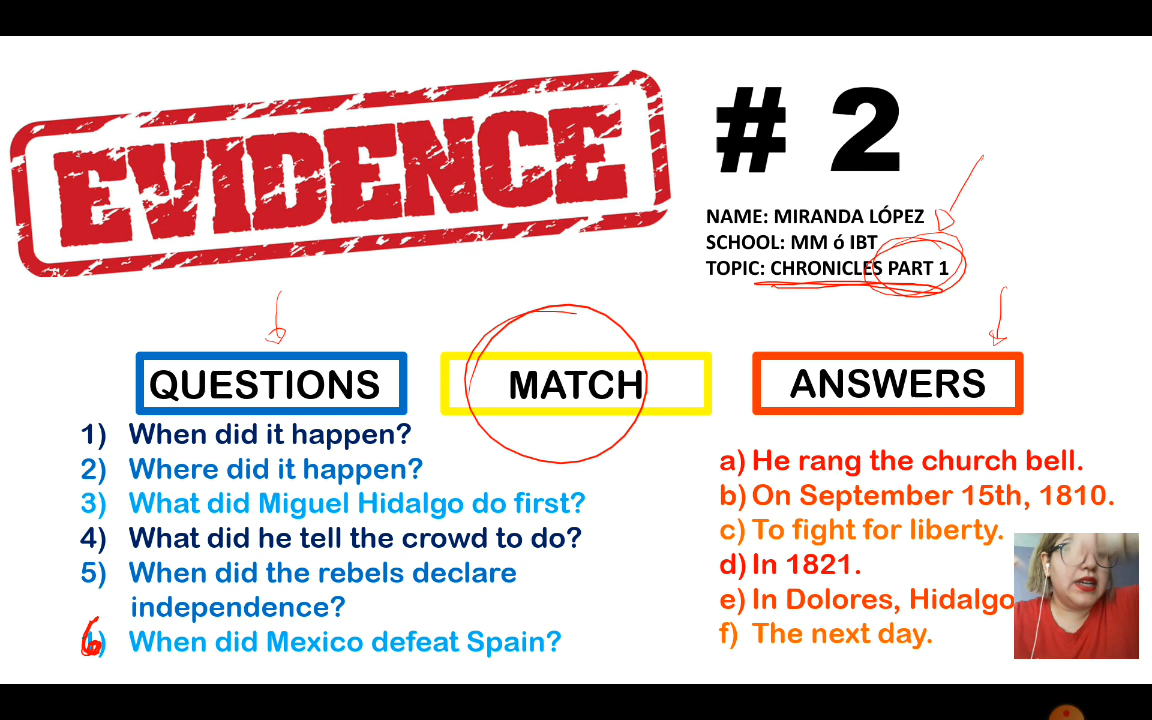 EVIDENCE
# 2
NAME: MIRANDA LÓPEZ
SCHOOL: MM ó IBT
TOPIC: CHRONICLES PART 1
QUESTIONS
MATCH
ANSWERS
1) When did it happen?
2) Where did it happen?
3) What did Miguel Hidalgo do first?
4) What did he tell the crowd to do?
5) When did the rebels declare
independence?
6) When did Mexico defeat Spain?
a) He rang the church bell.
b) On September 15th, 1810.
c) To fight for liberty.
d) In 1821.
e) In Dolores, Hidalgo
f) The next day.